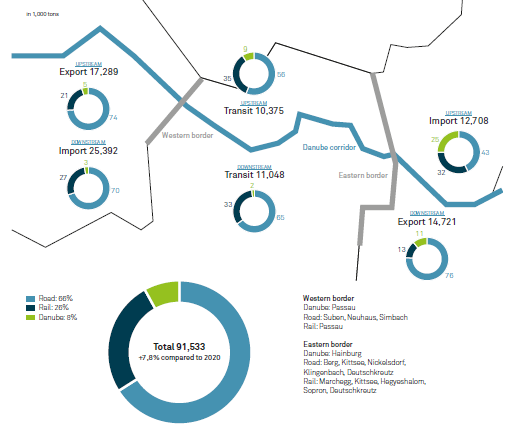 in 1,000 tons
UPSTREAM
Export 17,289
5
21
74
DOWNSTREAM
Import 25,392
3
27
70
Western border
9
35
56
UPSTREAM
Transit 10,375
DOWNSTREAM
Transit 11,048
2
33
65
Danube corridor
Eastern border
UPSTREAM
Import 12,708
25
43
32
DOWNSTREAM
Export 14,721
11
13
76
Road: 66%
Rail: 26%
Danube: 8%
Total 91,533
+7,8% compared to 2020
Western border
Danube: Passau
Road: Suben, Neuhaus, Simbach
Rail: Passau
Eastern border
Danube: Hainburg
Road: Berg, Kittsee, Nickelsdorf,
Klingenbach, Deutschkreutz
Rail: Marchegg, Kittsee, Hegyeshalom,
Sopron, Deutschkreutz